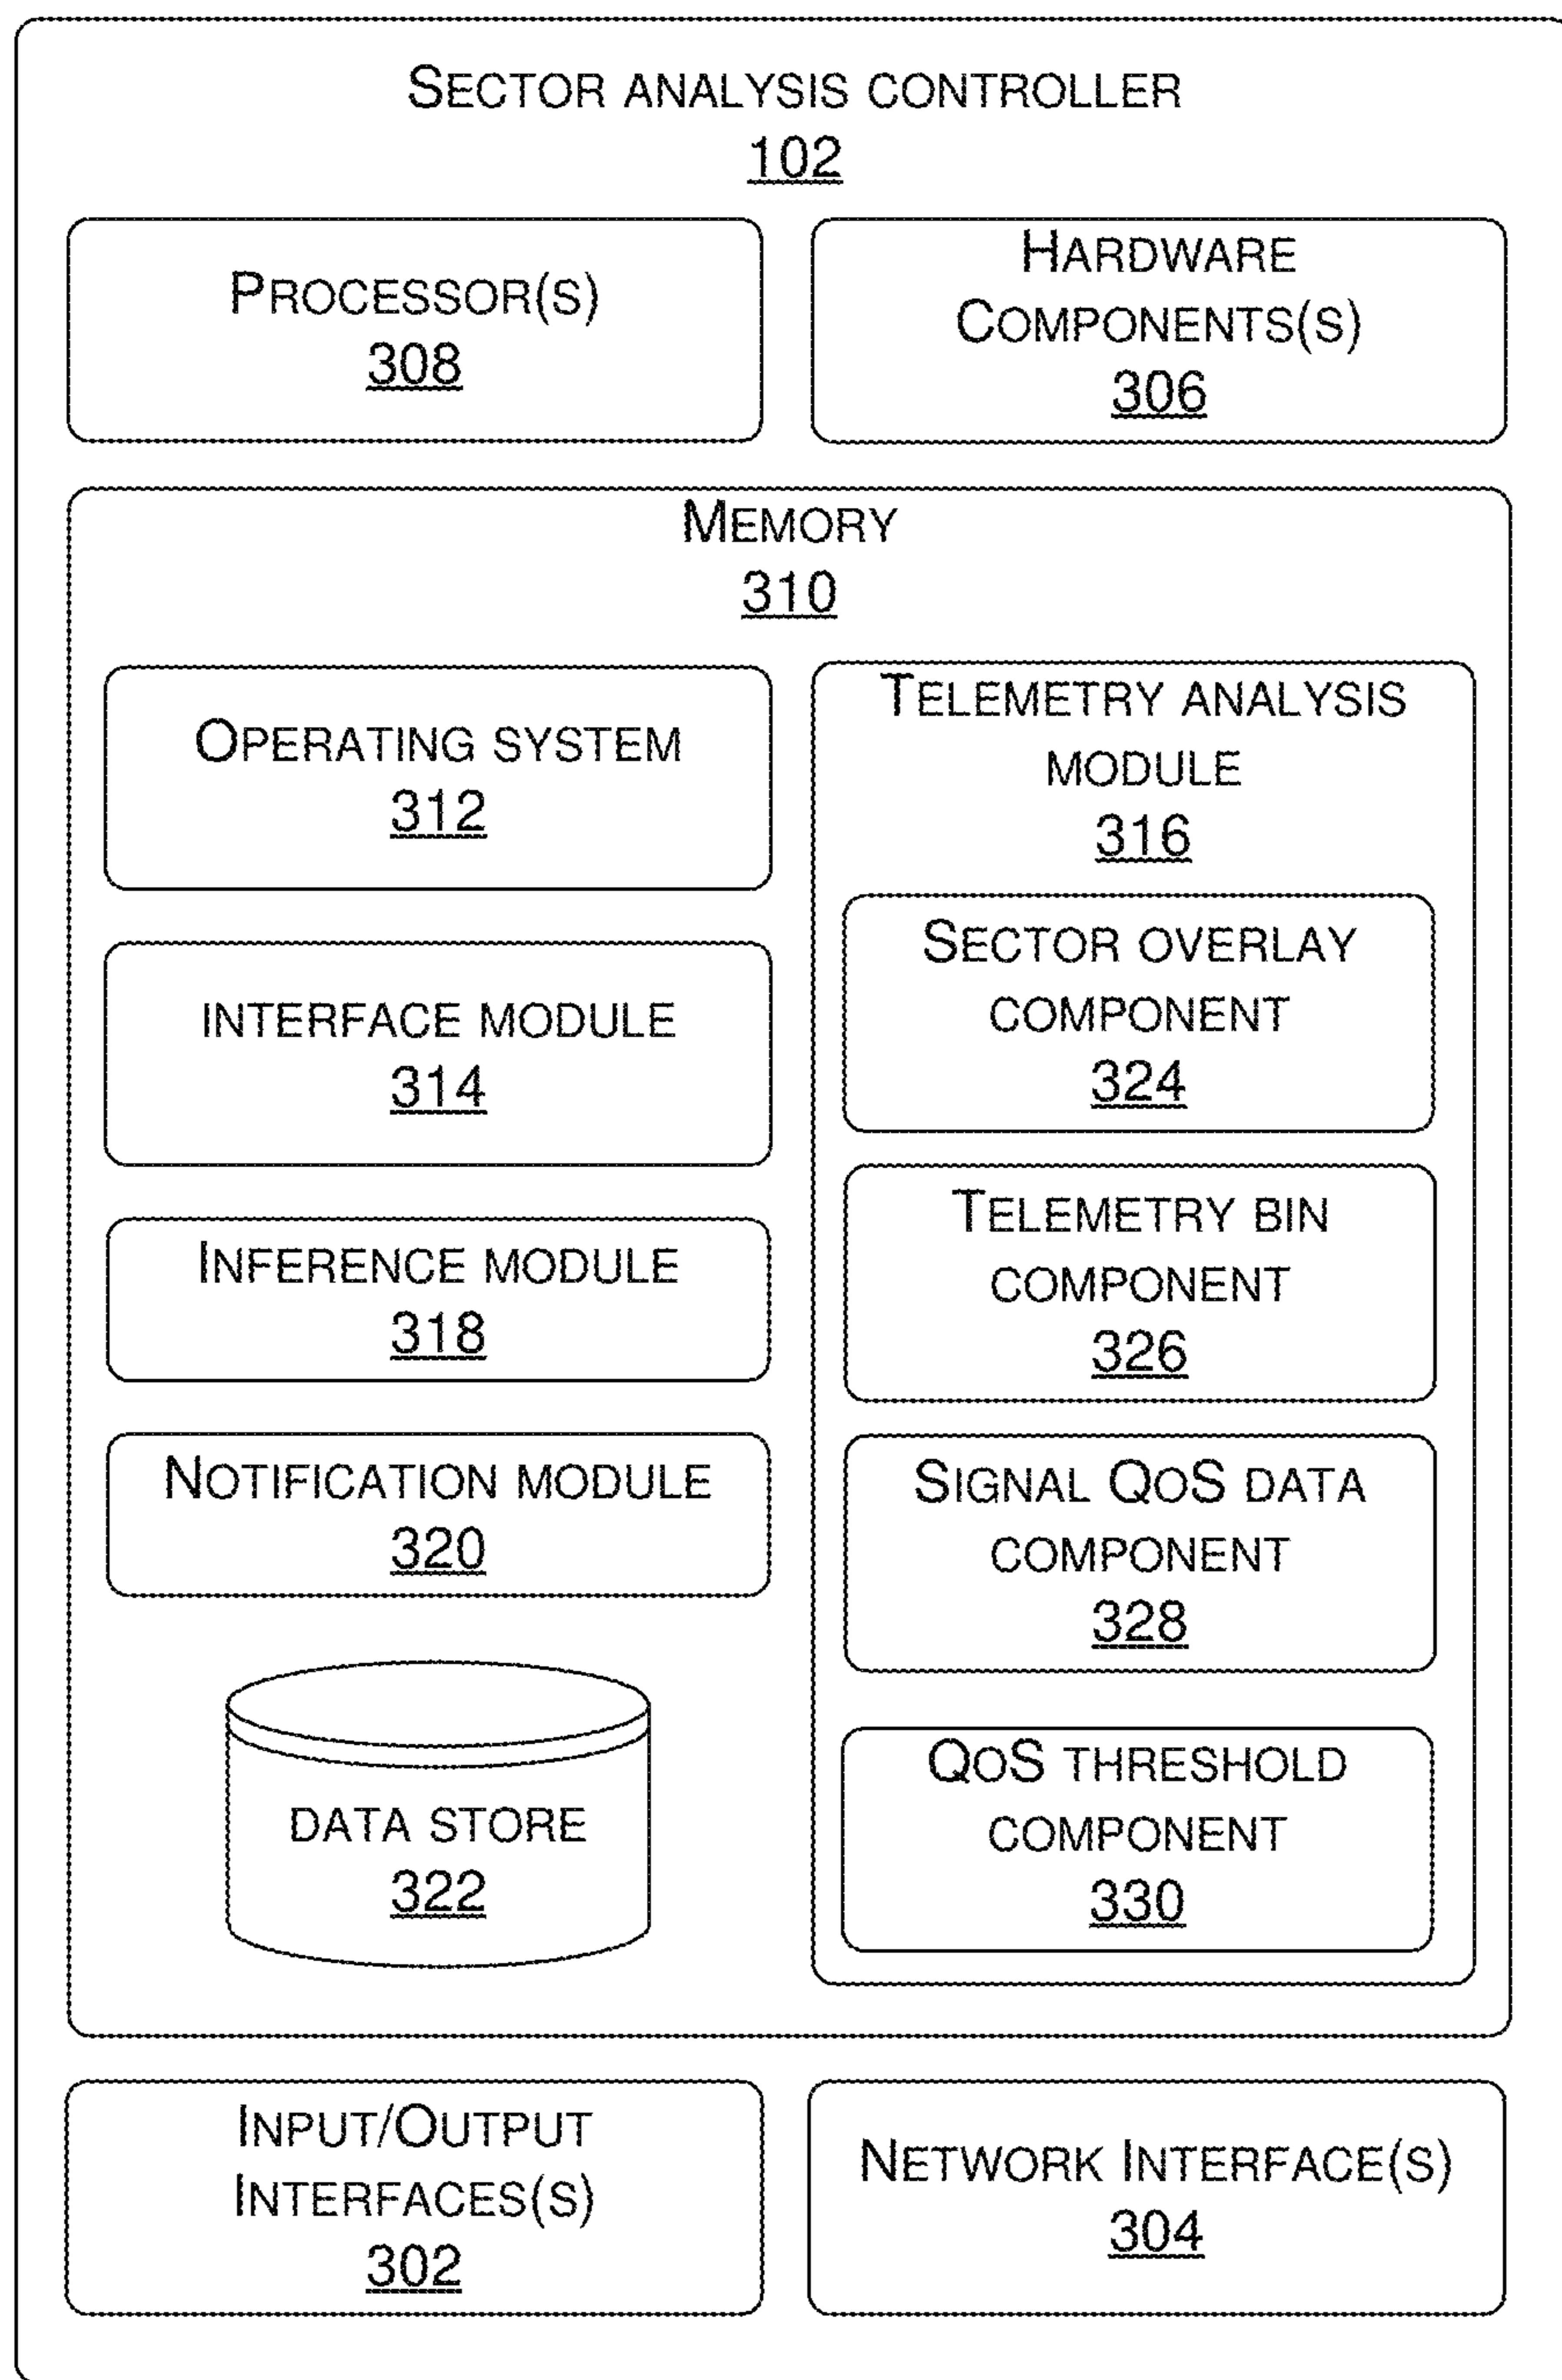 SECTOR ANALYSIS CONTROLLER
102
PROCESSOR(S)
308
HARDWARE
COMPONENTS(S)
306
MEMORY
310
OPERATING SYSTEM
312
INTERFACE MODULE
314
INFERENCE MODULE
318
NOTIFICATION MODULE
320
DATA STORE
322
TELEMETRY ANALYSIS
MODULE
316
SECTOR OVERLAY
COMPONENT
324
TELEMETRY BIN
COMPONENT
326
SIGNAL QOS DATA
COMPONENT
328
QOS THRESHOLD
COMPONENT
330
INPUT/OUTPUT
INTERFACES(S)
302
NETWORK INTERFACE(S)
304